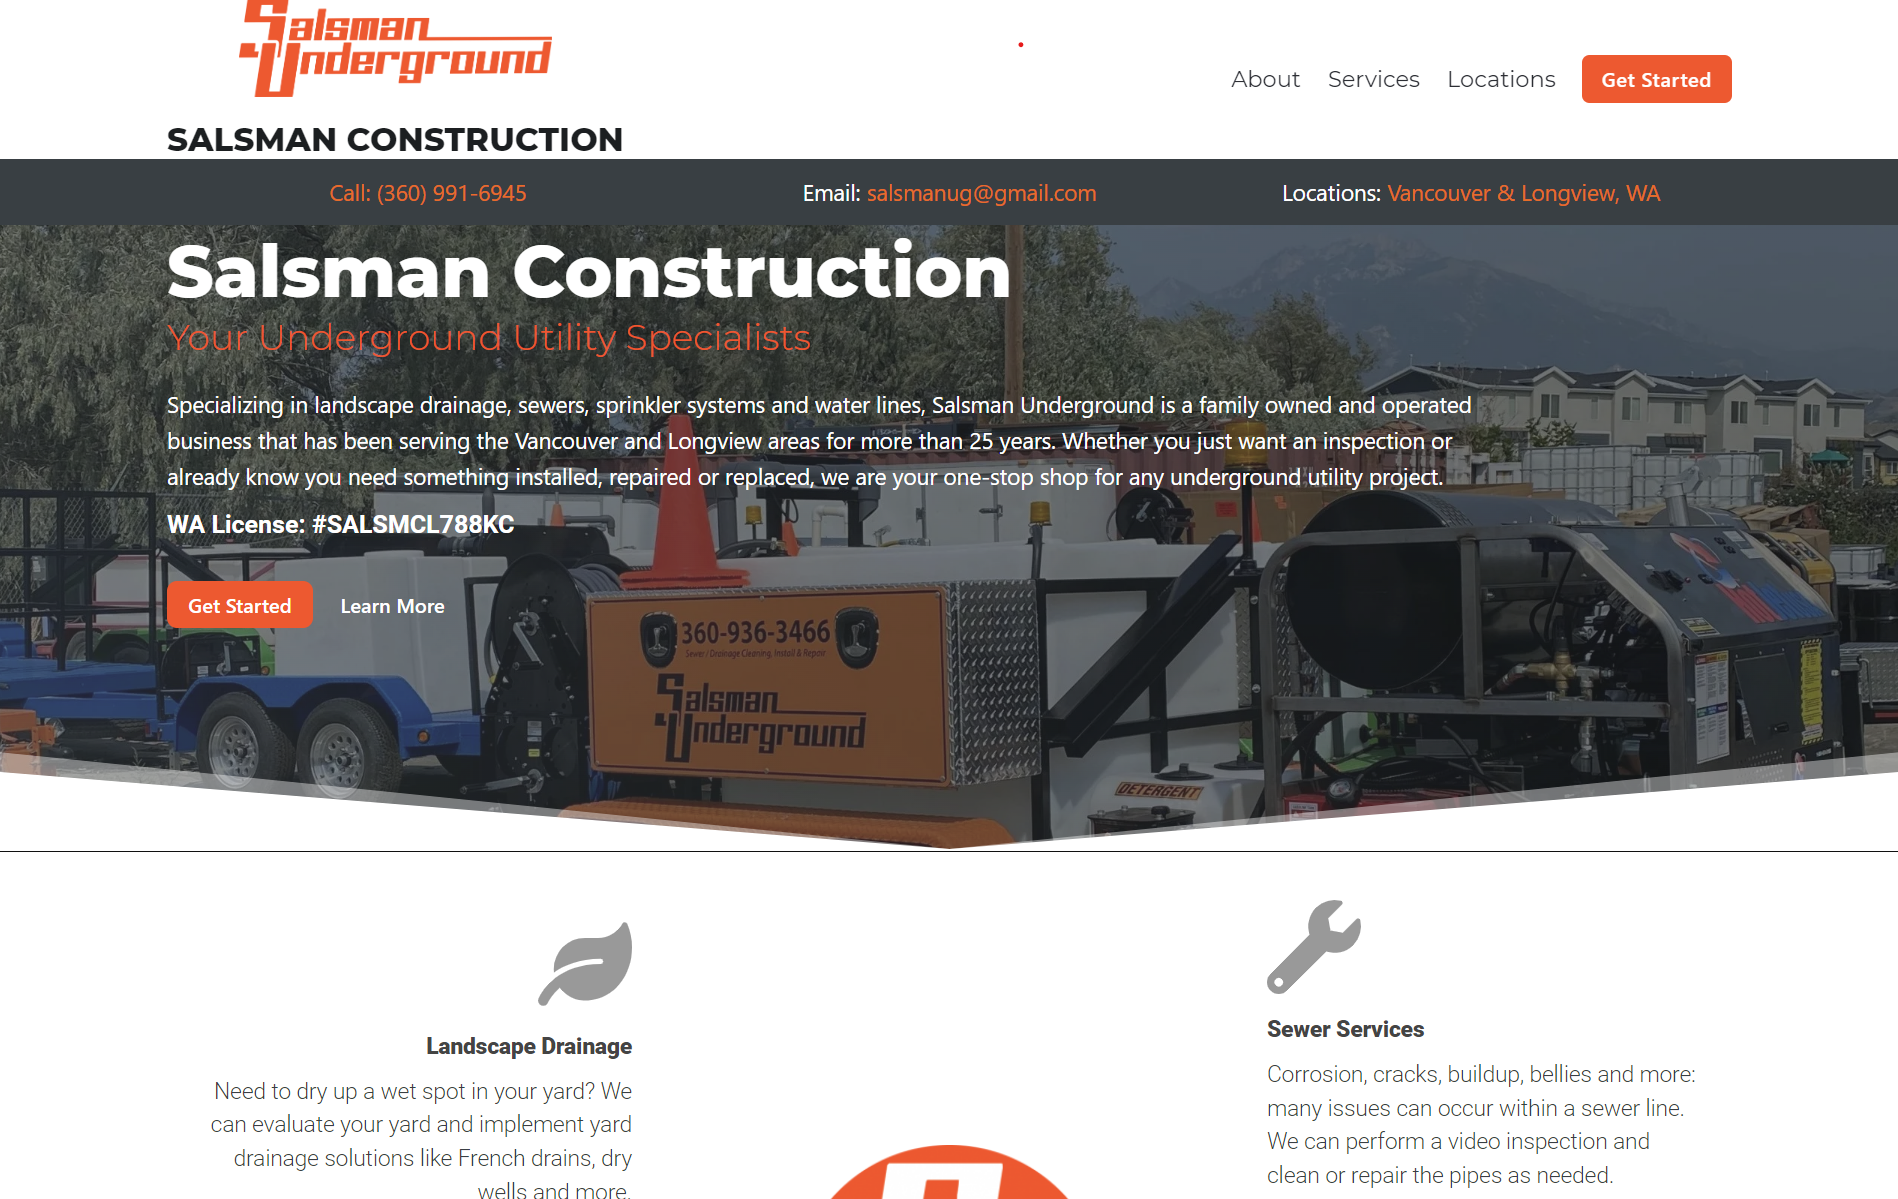 Salsman
Underground
SALSMAN CONSTRUCTION
About Services Locations Get Started
Call: (360) 991-6945 Email: salsmanug@gmail.com Locations: Vancouver & Longview, WA
Salsman Construction
Your Underground Utility Specialists
Specializing in landscape drainage, sewers, sprinkler systems and water lines, Salsman Underground is a family owned and operated
business that has been serving the Vancouver and Longview areas for more than 25 years. Whether you just want an inspection or
already know you need something installed, repaired or replaced, we are your one-stop shop for any underground utility project.
WA License: #SALSMCL788KC
Get Started Learn More
360-936-3466
Sewer / Drainage Cleaning, Install & Repair
Salsman
Underground
DETERGENT
Landscape Drainage
Need to dry up a wet spot in your yard? We
can evaluate your yard and implement yard
drainage solutions like French drains, dry
wells and more.
Sewer Services
Corrosion, cracks, buildup, bellies and more:
many issues can occur within a sewer line.
We can perform a video inspection and
clean or repair the pipes as needed.